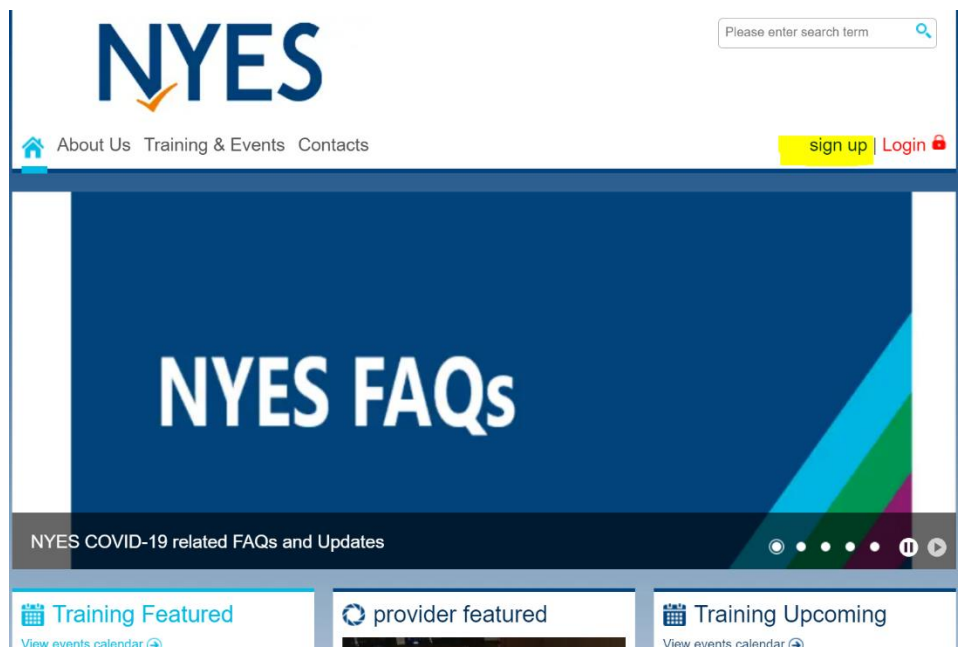 NYES
Please enter search term
About Us Training & Events Contacts
sign up | Login
NYES FAQs
NYES COVID-19 related FAQs and Updates
Training Featured
View events calendar
provider featured
Training Upcoming
View events calendar